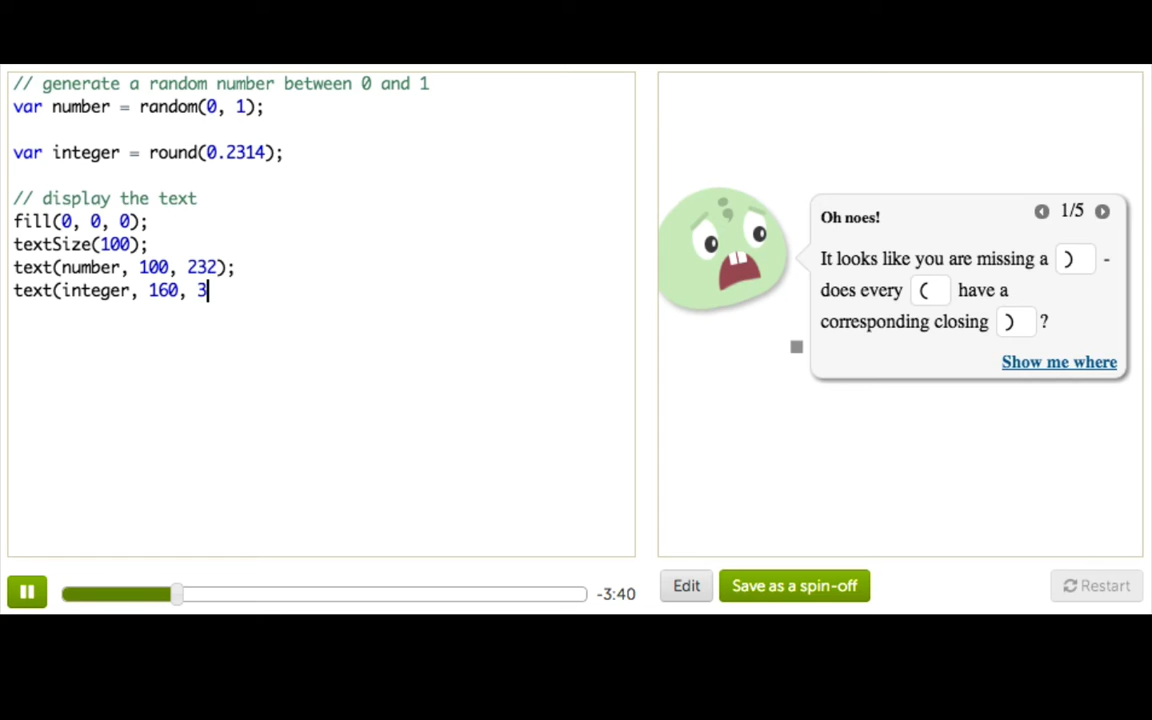 // generate a random number between 0 and 1
var number = random(0, 1);
var integer = round(0.2314);
// display the text
fill(0, 0, 0);
textSize(100);
text(number, 100, 232);
text(integer, 160, 3
Oh noes!
1/5
It looks like you are missing a ) -
does every ( have a
corresponding closing ) ?
Show me where
-3:40
Edit
Save as a spin-off
Restart